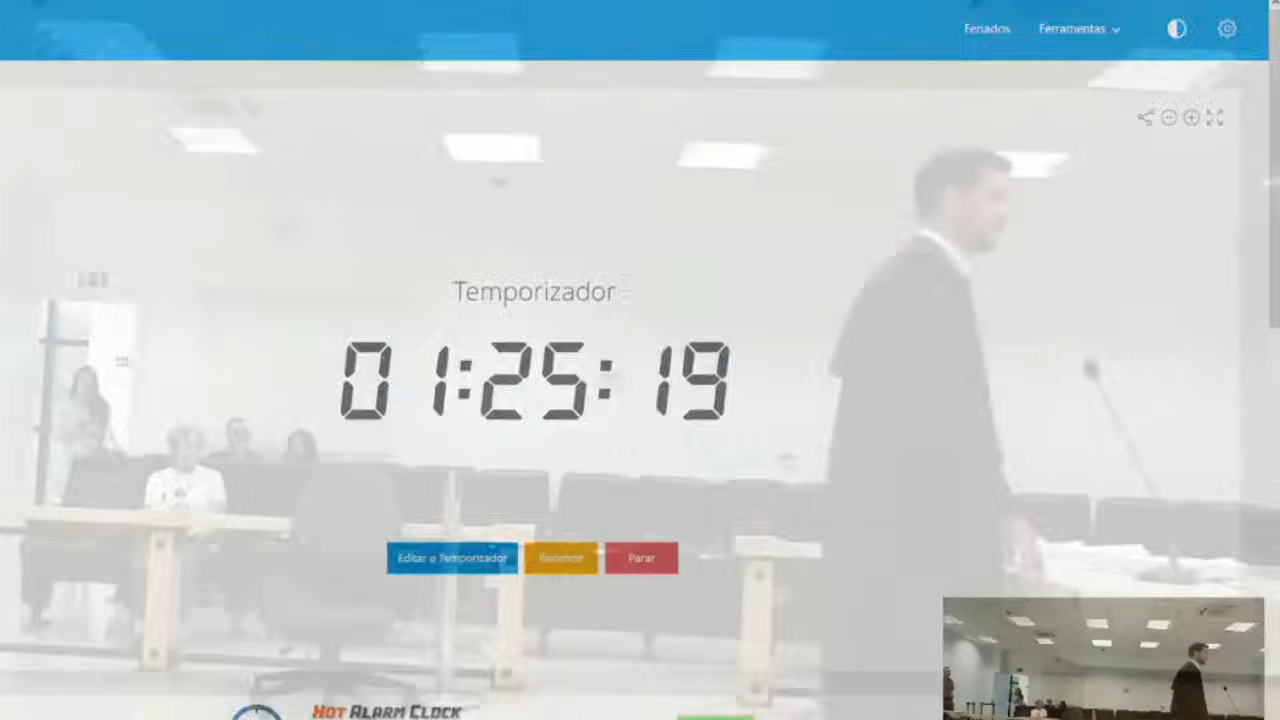 Feriados Ferramentas
Temporizador
01:25:19
Editar o Temporizador Redefinir Parar
HOT ALARM CLOCK